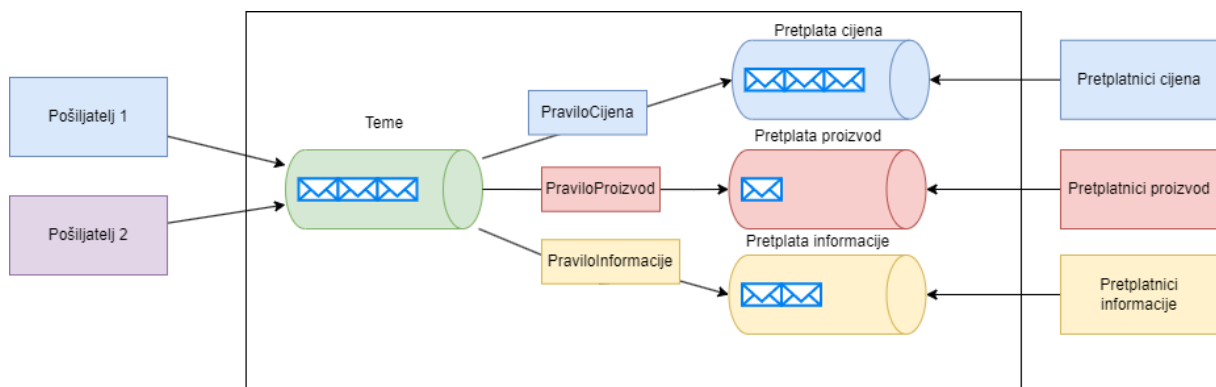 Pošiljatelj 1
Pošiljatelj 2
Teme
PraviloCijena
PraviloProizvod
PraviloInformacije
Pretplata cijena
Pretplata proizvod
Pretplata informacije
Pretplatnici cijena
Pretplatnici proizvod
Pretplatnici
informacije